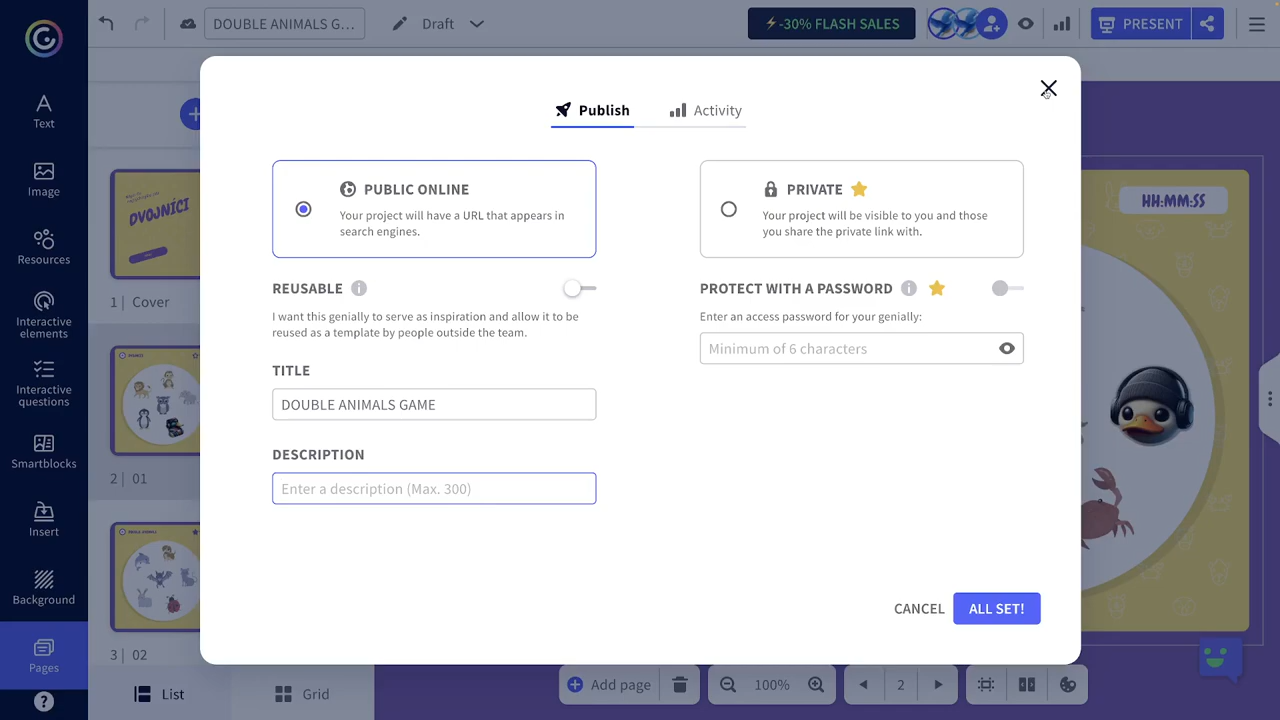 DOUBLE ANIMALS G...
Draft
-30% FLASH SALES
PRESENT
Text
Image
Resources
Interactive
elements
Interactive
questions
Smartblocks
Insert
Background
Pages
DVOJNÍCI
1 | Cover
2 | 01
3 | 02
List
Grid
Publish
Activity
PUBLIC ONLINE
Your project will have a URL that appears in
search engines.
REUSABLE
I want this genially to serve as inspiration and allow it to be
reused as a template by people outside the team.
TITLE
DOUBLE ANIMALS GAME
DESCRIPTION
Enter a description (Max. 300)
PRIVATE
Your project will be visible to you and those
you share the private link with.
PROTECT WITH A PASSWORD
Enter an access password for your genially:
Minimum of 6 characters
CANCEL
ALL SET!
HH:MM:SS
Add page
100%
2